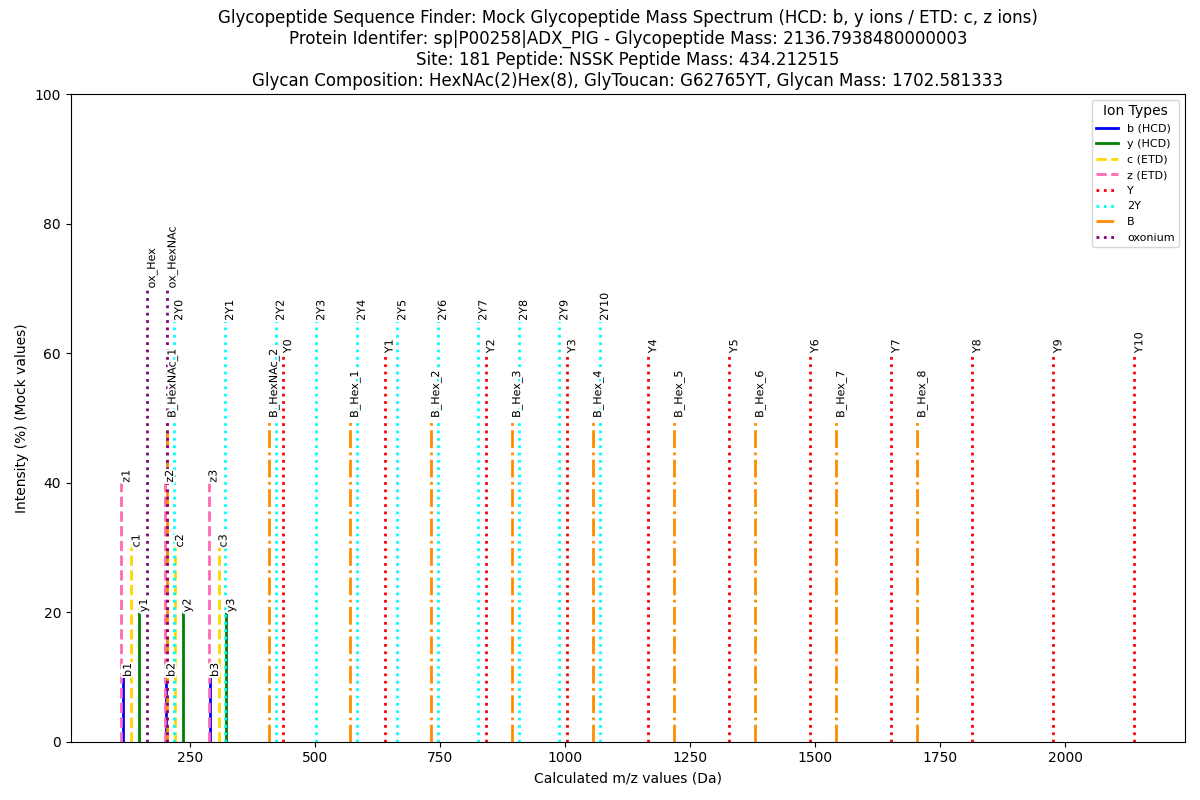 Glycopeptide Sequence Finder: Mock Glycopeptide Mass Spectrum (HCD: b, y ions / ETD: c, z ions)
Protein Identifer: sp|P00258|ADX_PIG - Glycopeptide Mass: 2136.7938480000003
Site: 181 Peptide: NSSK Peptide Mass: 434.212515
Glycan Composition: HexNAc(2)Hex(8), GlyToucan: G62765YT, Glycan Mass: 1702.581333
Intensity (%) (Mock values)
100
80
60
40
20
0
Ion Types
b (HCD)
y (HCD)
c (ETD)
z (ETD)
Y
2Y
B
oxonium
ox_Hex
ox_HexNAc
2Y0
2Y1
2Y2
2Y3
2Y4
2Y5
2Y6
2Y7
2Y8
2Y9
2Y10
Y0
Y1
Y2
Y3
Y4
Y5
Y6
Y7
Y8
Y9
Y10
B_HexNAc_1
B_HexNAc_2
B_Hex_1
B_Hex_2
B_Hex_3
B_Hex_4
B_Hex_5
B_Hex_6
B_Hex_7
B_Hex_8
z1
z2
z3
c1
c2
c3
y1
y2
y3
b1
b2
b3
250
500
750
1000
1250
1500
1750
2000
Calculated m/z values (Da)